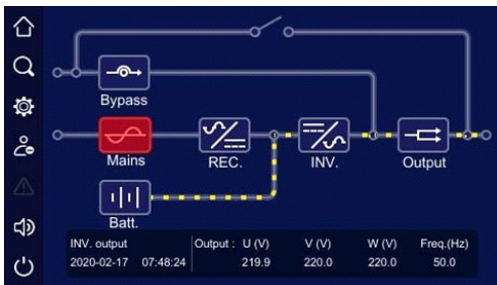 Bypass
Mains
REC.
INV.
Output
Batt.
INV. output
Output : U (V) V (W) W (V) Freq.(Hz)
2020-02-17 07:48:24 219.9 220.0 220.0 50.0